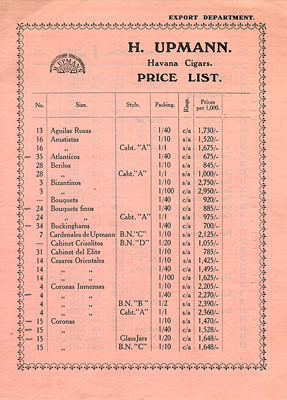 EXPORT DEPARTMENT.
H. UPMANN
H. UPMANN.
Havana Cigars.
PRICE LIST.
No. Size. Style. Packing. Rings. Prices per 1,000.
13 Aguilas Rusas 1/40 c/a 1,730/-
16 Amatistas 1/10 s/a 1,520/-
16 „ Cabt. "A" 1/1 s/a 1,675/-
35 Atlanticos 1/40 c/a 675/-
28 Berilos 1/10 s/a 845/-
28 „ Cabt. "A" 1/1 s/a 1,000/-
3 Bizantinos 1/10 s/a 2,750/-
3 „ 1/100 s/a 2,950/-
— Bouquets 1/40 c/a 920/-
24 Bouquets finos 1/40 s/a 885/-
24 „ „ Cabt. "A" 1/1 s/a 975/-
34 Buckinghams 1/40 c/a 700/-
7 Cardenales de Upmann B.N. "C" 1/10 s/a 2,125/-
— Cabinet Crisolitos B.N. "D" 1/20 c/a 1,055/-
31 Cabinet del Elite 1/10 s/a 785/-
14 Cesares Orientales 1/10 s/a 1,425/-
14 „ „ 1/40 s/a 1,495/-
14 „ „ 1/100 s/a 1,625/-
4 Coronas Inmensas 1/10 s/a 2,205/-
4 „ „ 1/40 s/a 2,270/-
4 „ „ B.N. "B" 1/2 s/a 2,390/-
4 „ „ Cabt. "A" 1/1 s/a 2,360/-
15 Coronas 1/10 s/a 1,470/-
15 „ 1/40 c/a 1,528/-
15 „ Glass Jars 1/20 c/a 1,648/-
15 „ B.N. "C" 1/10 s/a 1,648/-